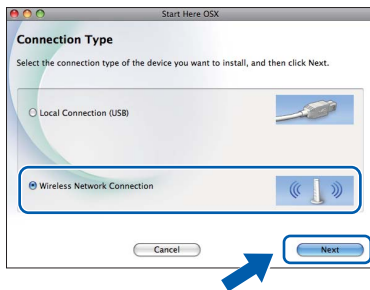 Start Here OSX
Connection Type
Select the connection type of the device you want to install, and then click Next.
Local Connection (USB)
Wireless Network Connection
Cancel
Next